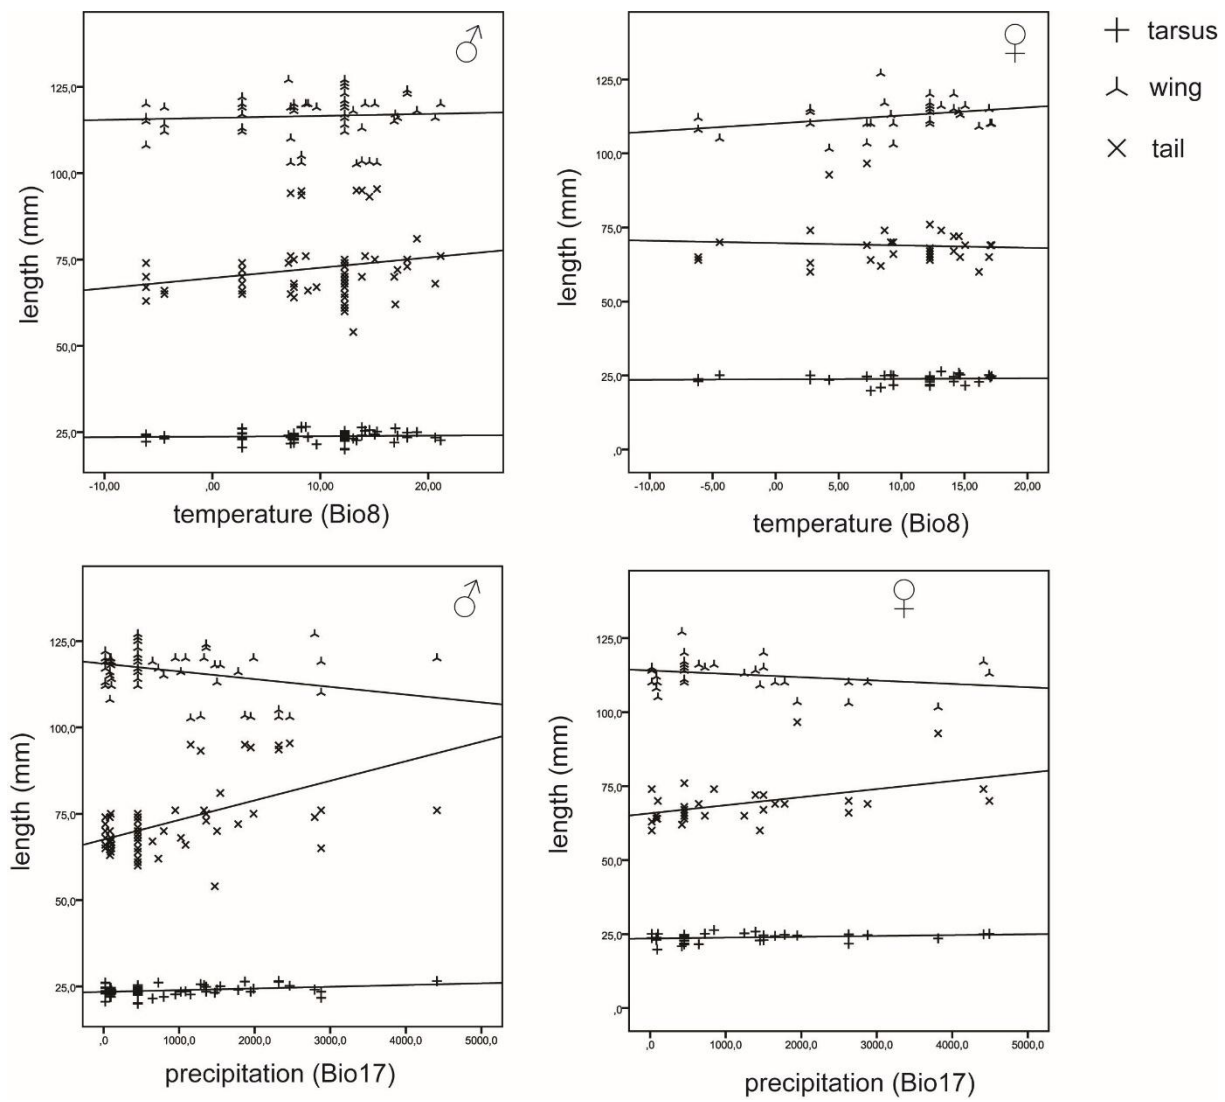 ♂
125,0
100,0
75,0
50,0
25,0
length (mm)
-10,00 ,00 10,00 20,00
temperature (Bio8)
♀
125,0
100,0
75,0
50,0
25,0
,0
length (mm)
-10,00 -5,00 ,00 5,00 10,00 15,00 20,00
temperature (Bio8)
tarsus
wing
tail
♂
125,0
100,0
75,0
50,0
25,0
length (mm)
,0 1000,0 2000,0 3000,0 4000,0 5000,0
precipitation (Bio17)
♀
125,0
100,0
75,0
50,0
25,0
,0
length (mm)
,0 1000,0 2000,0 3000,0 4000,0 5000,0
precipitation (Bio17)